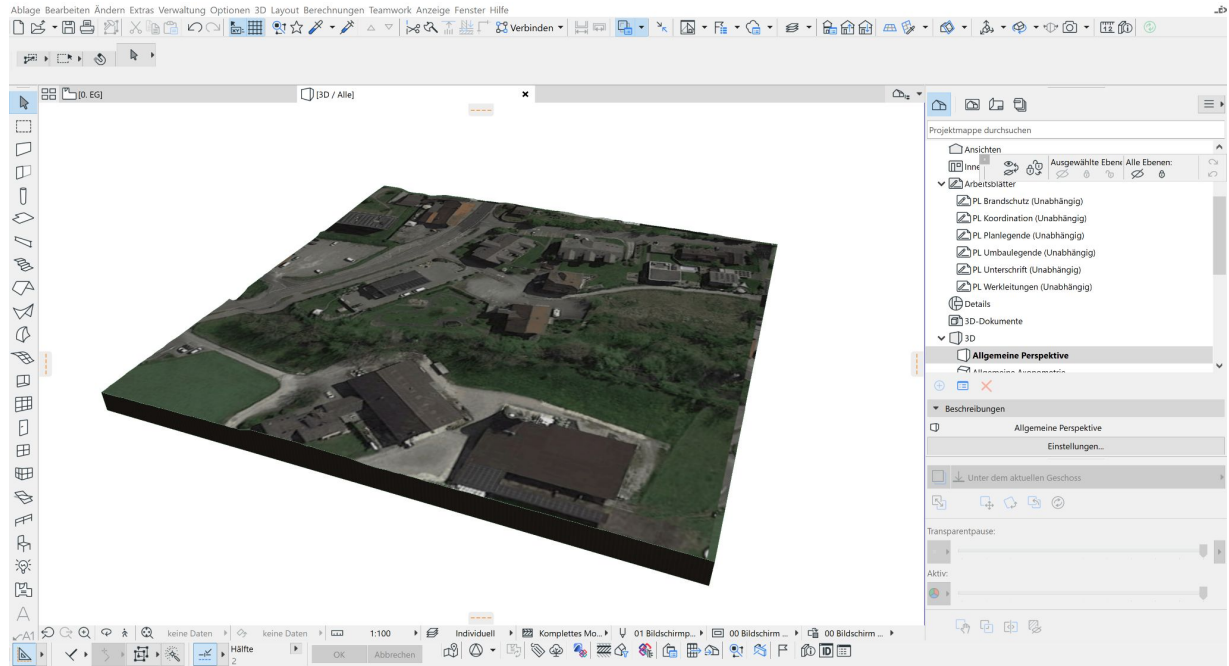 Ablage Bearbeiten Ändern Extras Verwaltung Optionen 3D Layout Berechnungen Teamwork Anzeige Fenster Hilfe
Verbinden
[0. EG]
[3D / Alle]
Projektmappe durchsuchen
Ansichten
Inne
Ausgewählte Ebene Alle Ebenen:
Arbeitsblätter
PL Brandschutz (Unabhängig)
PL Koordination (Unabhängig)
PL Planlegende (Unabhängig)
PL Umbaulegende (Unabhängig)
PL Unterschrift (Unabhängig)
PL Werkleitungen (Unabhängig)
Details
3D-Dokumente
3D
Allgemeine Perspektive
Allgemeine Axonometrie
Beschreibungen
Allgemeine Perspektive
Einstellungen...
Unter dem aktuellen Geschoss
Transparentpause:
Aktiv:
A
A1
keine Daten keine Daten 1:100 Individuell Komplettes Mo... 01 Bildschirmp... 00 Bildschirm ... 00 Bildschirm ...
Hälfte
2
OK Abbrechen